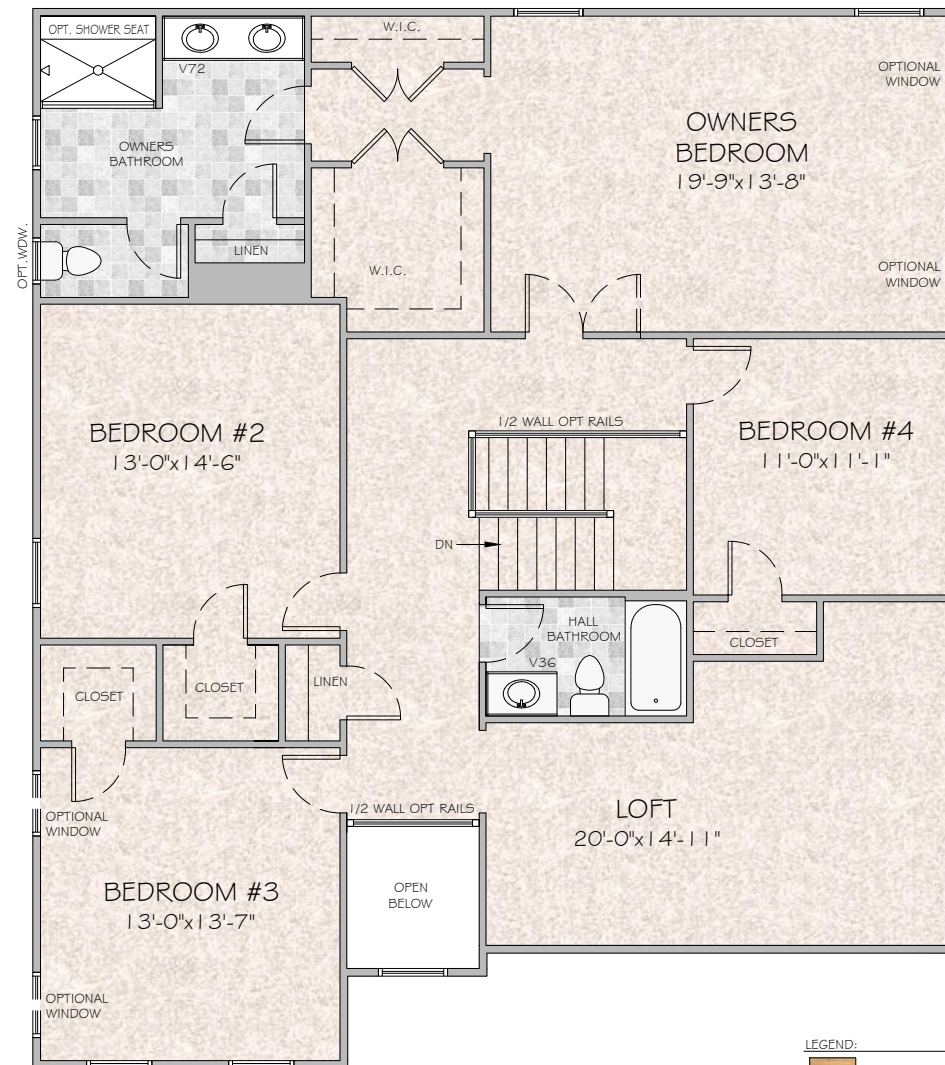 OPT. SHOWER SEAT
W.I.C.
V72
OPTIONAL
WINDOW
OWNERS
BEDROOM
19'-9"x13'-8"
OWNERS
BATHROOM
OPT. WDW.
LINEN
W.I.C.
OPTIONAL
WINDOW
BEDROOM #2
13'-0"x14'-6"
1/2 WALL OPT RAILS
BEDROOM #4
11'-0"x11'-1"
DN
HALL
BATHROOM
V36
CLOSET
CLOSET
CLOSET
LINEN
OPTIONAL
WINDOW
1/2 WALL OPT RAILS
LOFT
20'-0"x14'-11"
BEDROOM #3
13'-0"x13'-7"
OPEN
BELOW
OPTIONAL
WINDOW
LEGEND: